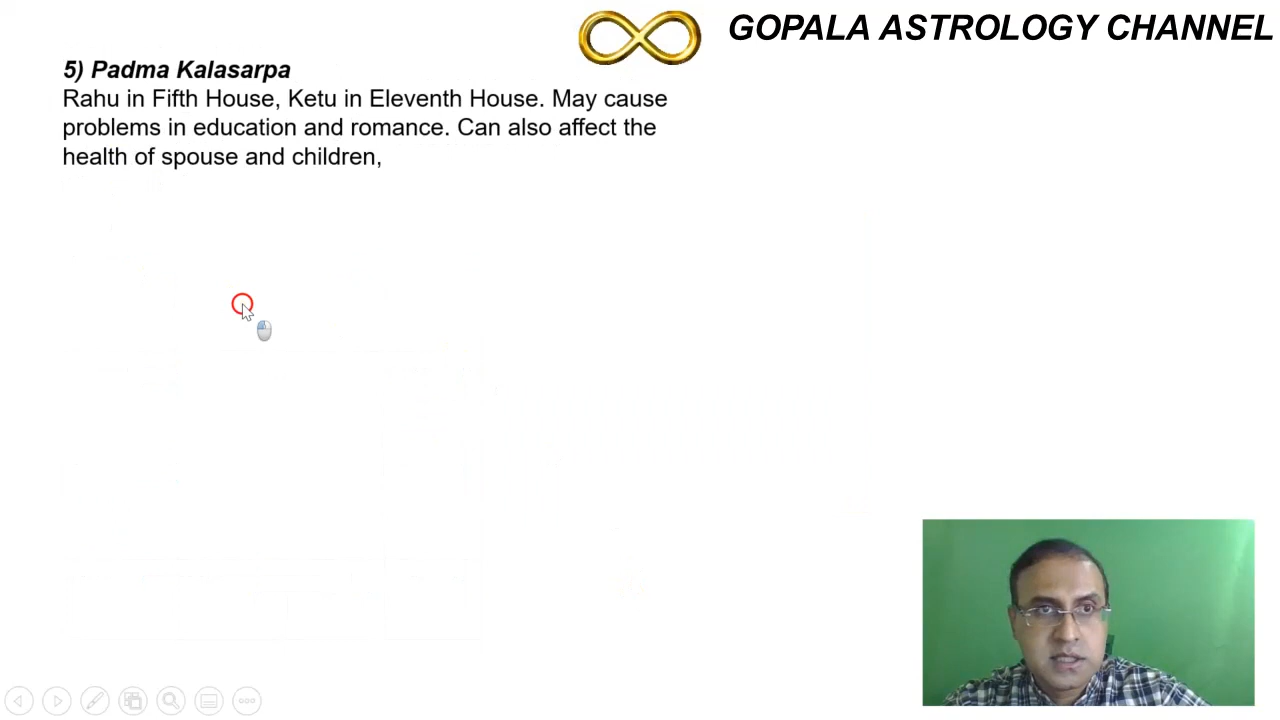 GOPALA ASTROLOGY CHANNEL
5) Padma Kalasarpa
Rahu in Fifth House, Ketu in Eleventh House. May cause
problems in education and romance. Can also affect the
health of spouse and children,